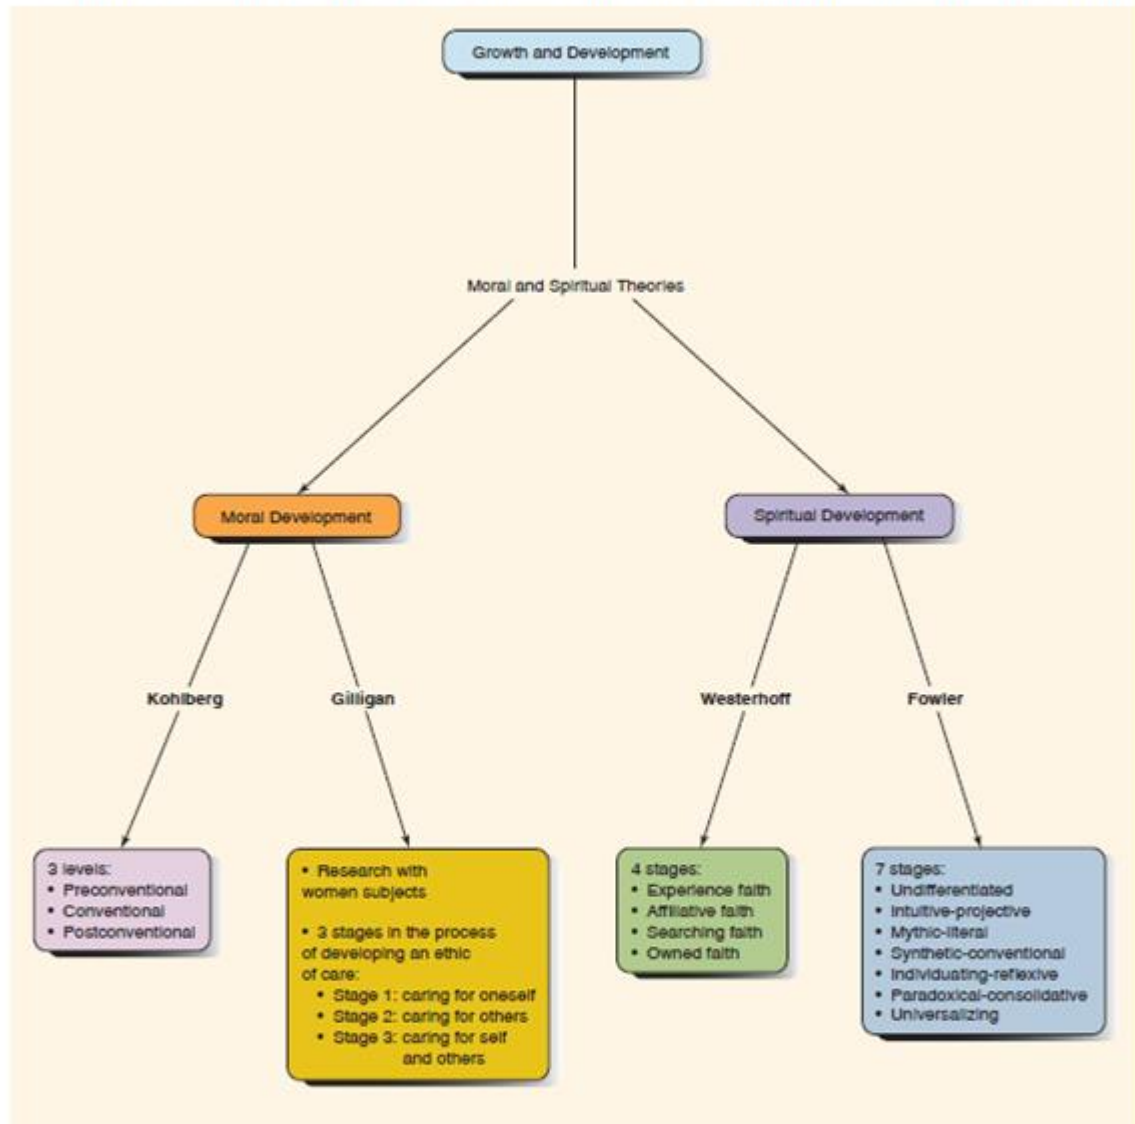 Growth and Development
Moral and Spiritual Theories
Moral Development
Spiritual Development
Kohlberg
Gilligan
Westerhoff
Fowler
3 levels:
• Preconventional
• Conventional
• Postconventional
• Research with
women subjects
• 3 stages in the process
of developing an ethic
of care:
• Stage 1: caring for oneself
• Stage 2: caring for others
• Stage 3: caring for self
and others
4 stages:
• Experience faith
• Affiliative faith
• Searching faith
• Owned faith
7 stages:
• Undifferentiated
• Intuitive-projective
• Mythic-literal
• Synthetic-conventional
• Individuating-reflexive
• Paradoxical-consolidative
• Universalizing